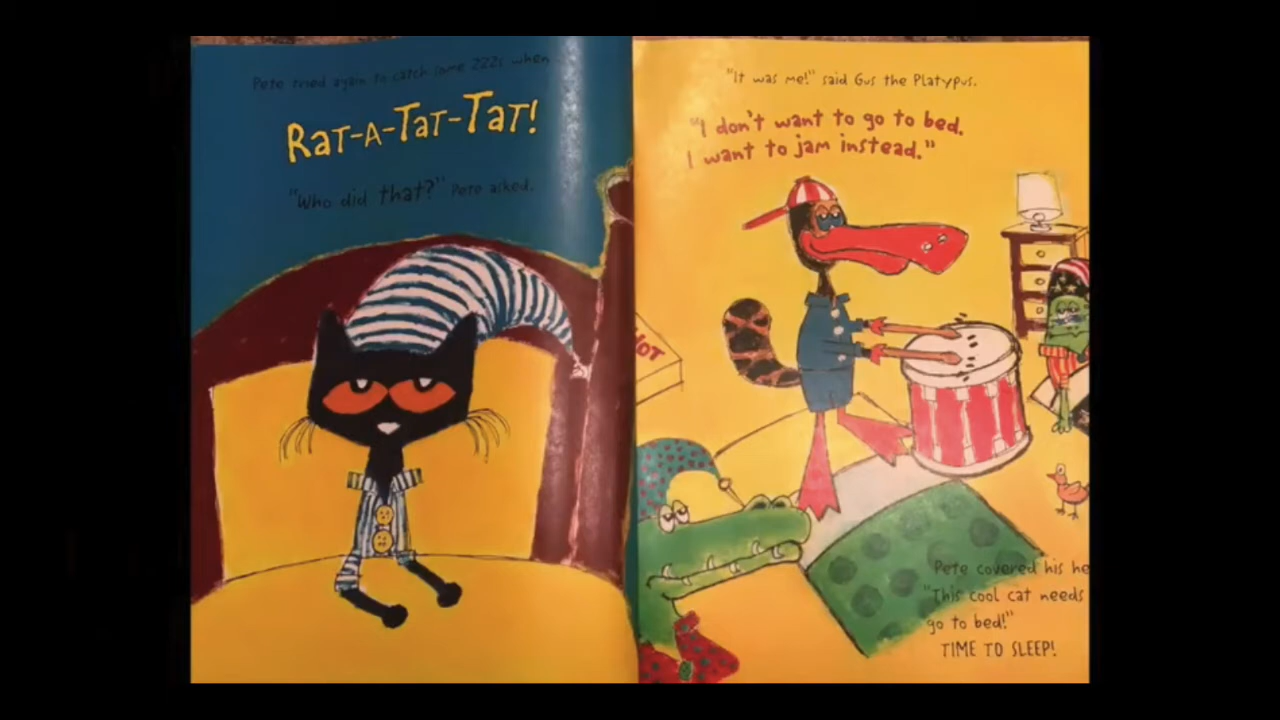 Pete tried again to catch some ZZZs when
RAT-A-TAT-TAT!
"Who did that?" Pete asked.
"It was me!" said Gus the Platypus.
"I don't want to go to bed.
I want to jam instead."
OT
Pete covered his he
"This cool cat needs
go to bed!"
TIME TO SLEEP!